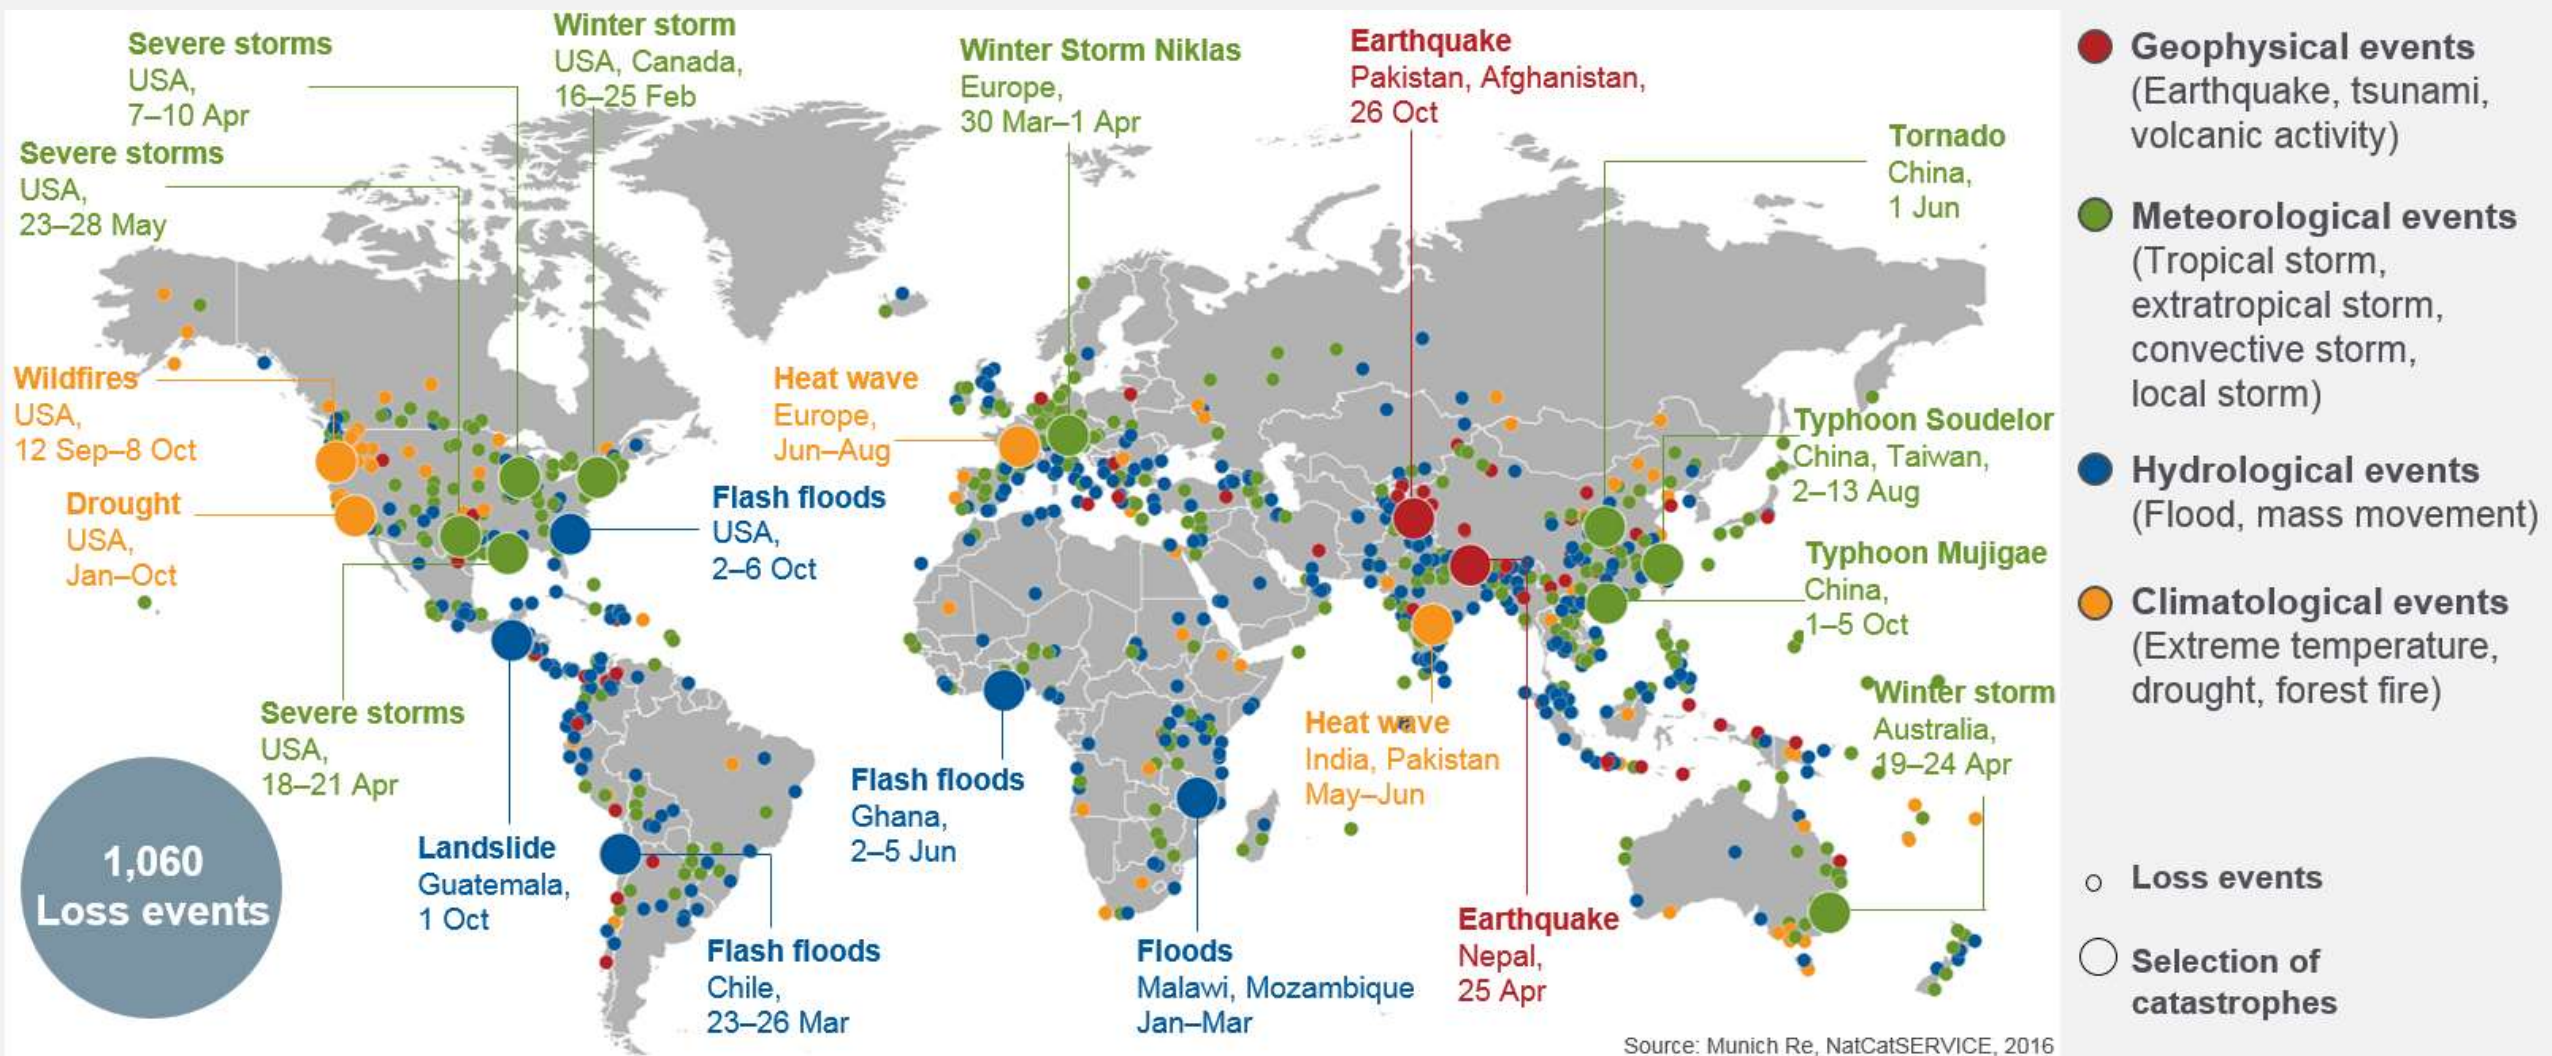 Severe storms
USA,
7–10 Apr
Winter storm
USA, Canada,
16–25 Feb
Winter Storm Niklas
Europe,
30 Mar–1 Apr
Earthquake
Pakistan, Afghanistan,
26 Oct
Tornado
China,
1 Jun
Severe storms
USA,
23–28 May
Wildfires
USA,
12 Sep–8 Oct
Heat wave
Europe,
Jun–Aug
Typhoon Soudelor
China, Taiwan,
2–13 Aug
Drought
USA,
Jan–Oct
Flash floods
USA,
2–6 Oct
Typhoon Mujigae
China,
1–5 Oct
Severe storms
USA,
18–21 Apr
Winter storm
Australia,
19–24 Apr
Heat wave
India, Pakistan
May–Jun
Flash floods
Ghana,
2–5 Jun
Landslide
Guatemala,
1 Oct
1,060
Loss events
Flash floods
Chile,
23–26 Mar
Floods
Malawi, Mozambique
Jan–Mar
Earthquake
Nepal,
25 Apr
Source: Munich Re, NatCatSERVICE, 2016
Geophysical events
(Earthquake, tsunami,
volcanic activity)
Meteorological events
(Tropical storm,
extratropical storm,
convective storm,
local storm)
Hydrological events
(Flood, mass movement)
Climatological events
(Extreme temperature,
drought, forest fire)
Loss events
Selection of
catastrophes